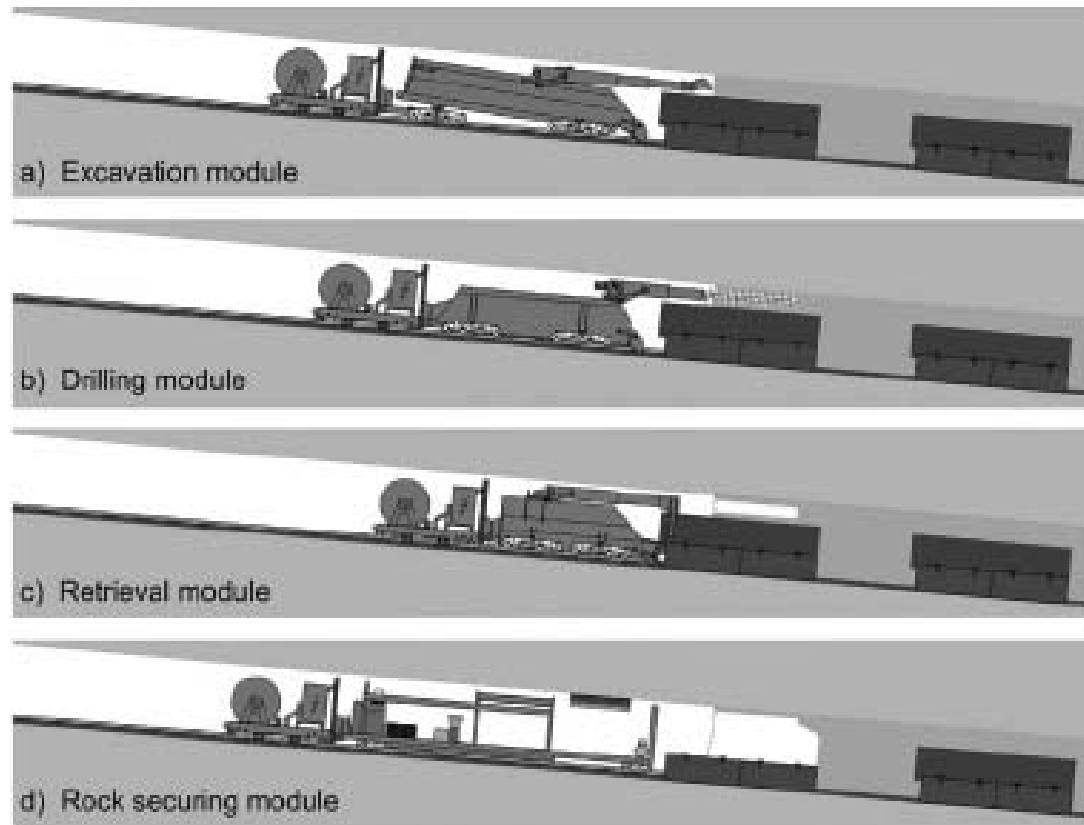 a) Excavation module
b) Drilling module
c) Retrieval module
d) Rock securing module